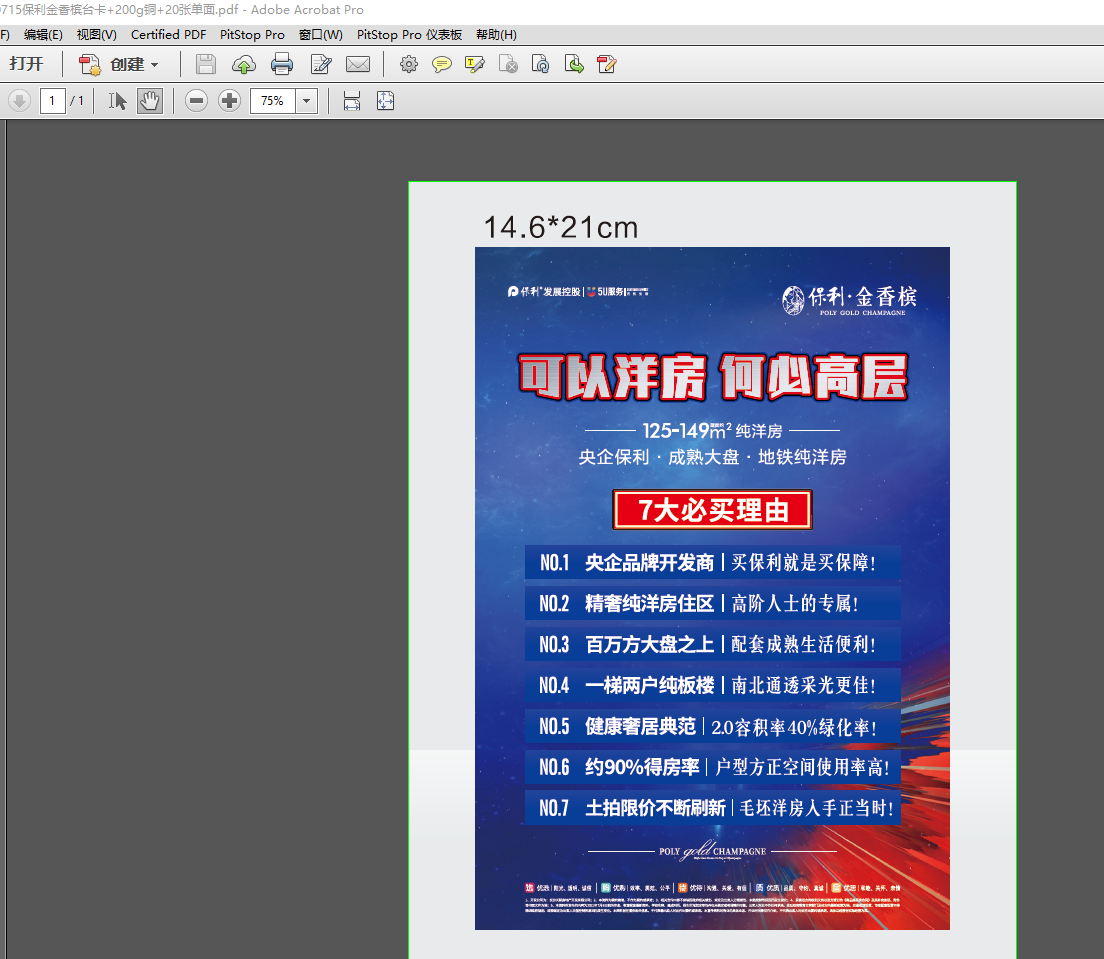 0715保利金香槟台卡+200g铜+20张单面.pdf - Adobe Acrobat Pro
F) 编辑(E) 视图(V) Certified PDF PitStop Pro 窗口(W) PitStop Pro 仪表板 帮助(H)
打开 创建
1 / 1 75%
14.6*21cm
保利发展控股 5U服务
保利·金香槟
POLY GOLD CHAMPAGNE
可以洋房 何必高层
125-149m² 纯洋房
央企保利 · 成熟大盘 · 地铁纯洋房
7大必买理由
NO.1 央企品牌开发商 | 买保利就是买保障!
NO.2 精奢纯洋房住区 | 高阶人士的专属!
NO.3 百万方大盘之上 | 配套成熟生活便利!
NO.4 一梯两户纯板楼 | 南北通透采光更佳!
NO.5 健康奢居典范 | 2.0容积率40%绿化率!
NO.6 约90%得房率 | 户型方正空间使用率高!
NO.7 土拍限价不断刷新 | 毛坯洋房入手正当时!
POLY gold CHAMPAGNE